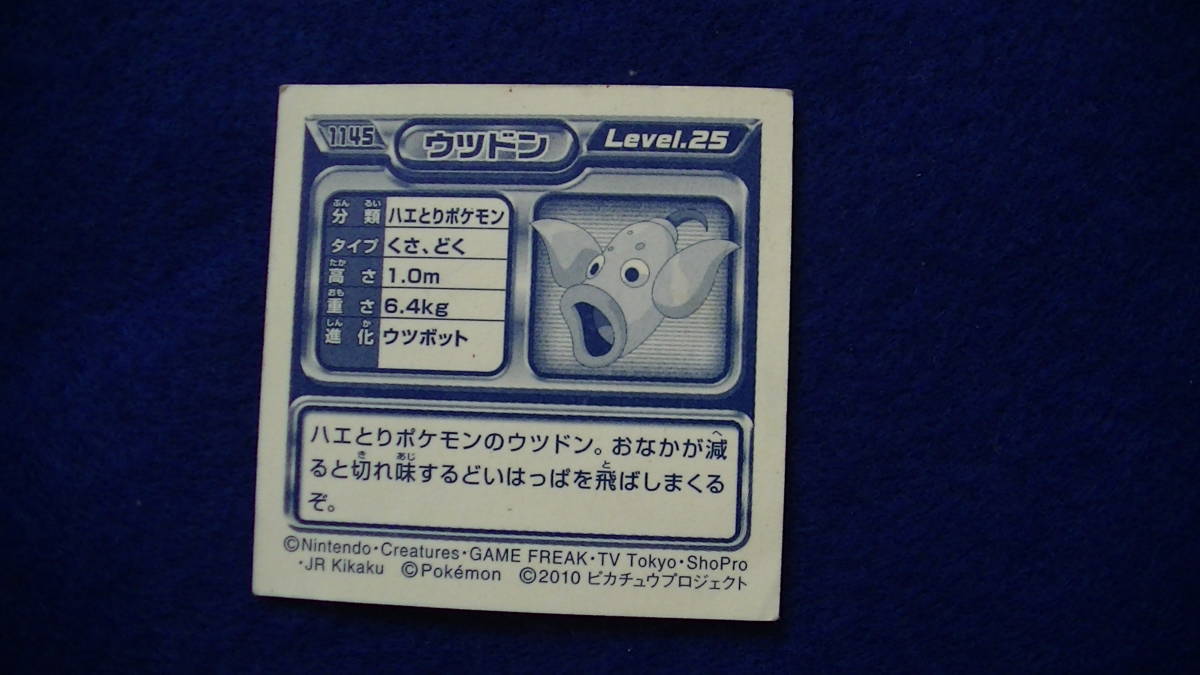 1145 ウツドン Level.25
分類 ハエとりポケモン
タイプ くさ、どく
高さ 1.0m
重さ 6.4kg
進化 ウツボット
ハエとりポケモンのウツドン。おなかが減
ると切れ味するどいはっぱを飛ばしまくる
ぞ。
©Nintendo・Creatures・GAME FREAK・TV Tokyo・ShoPro
・JR Kikaku ©Pokémon ©2010 ピカチュウプロジェクト